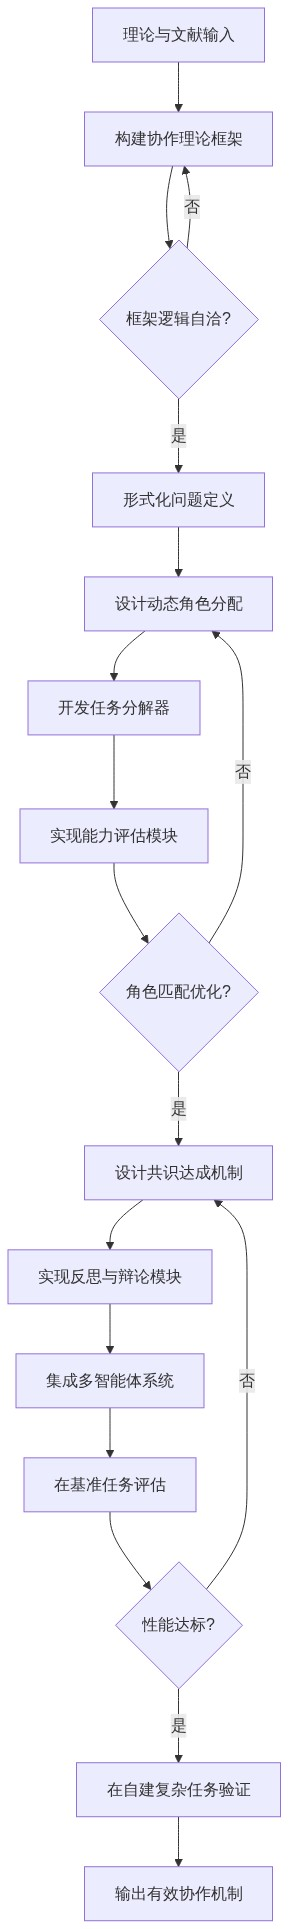 理论与文献输入
构建协作理论框架
否
框架逻辑自洽?
是
形式化问题定义
设计动态角色分配
开发任务分解器
否
实现能力评估模块
角色匹配优化?
是
设计共识达成机制
实现反思与辩论模块
集成多智能体系统
否
在基准任务评估
性能达标?
是
在自建复杂任务验证
输出有效协作机制